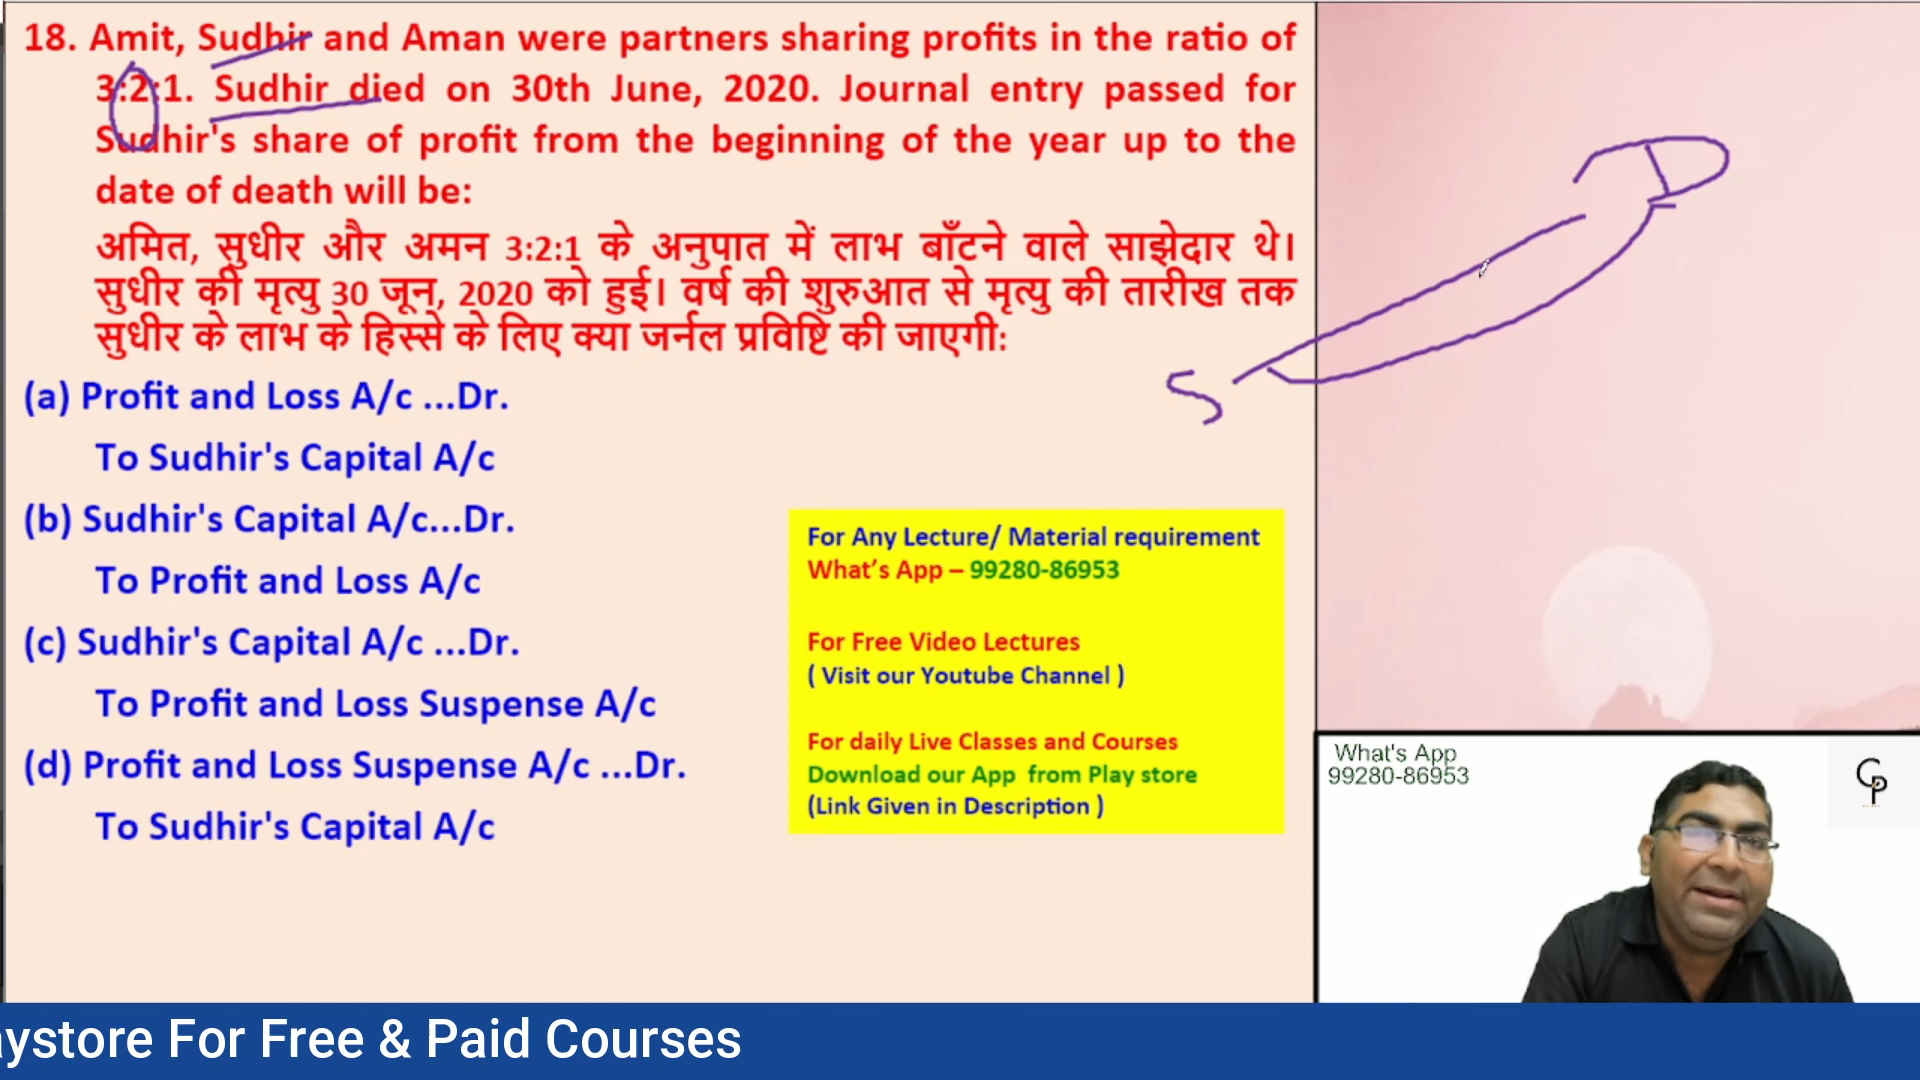 18. Amit, Sudhir and Aman were partners sharing profits in the ratio of
3:2:1. Sudhir died on 30th June, 2020. Journal entry passed for
Sudhir's share of profit from the beginning of the year up to the
date of death will be:
अमित, सुधीर और अमन 3:2:1 के अनुपात में लाभ बाँटने वाले साझेदार थे।
सुधीर की मृत्यु 30 जून, 2020 को हुई। वर्ष की शुरुआत से मृत्यु की तारीख तक
सुधीर के लाभ के हिस्से के लिए क्या जर्नल प्रविष्टि की जाएगी:
(a) Profit and Loss A/c ...Dr.
To Sudhir's Capital A/c
(b) Sudhir's Capital A/c...Dr.
To Profit and Loss A/c
(c) Sudhir's Capital A/c ...Dr.
To Profit and Loss Suspense A/c
(d) Profit and Loss Suspense A/c ...Dr.
To Sudhir's Capital A/c
For Any Lecture/ Material requirement
What's App – 99280-86953
For Free Video Lectures
( Visit our Youtube Channel )
For daily Live Classes and Courses
Download our App from Play store
(Link Given in Description )
What's App
99280-86953
CP
aystore For Free & Paid Courses